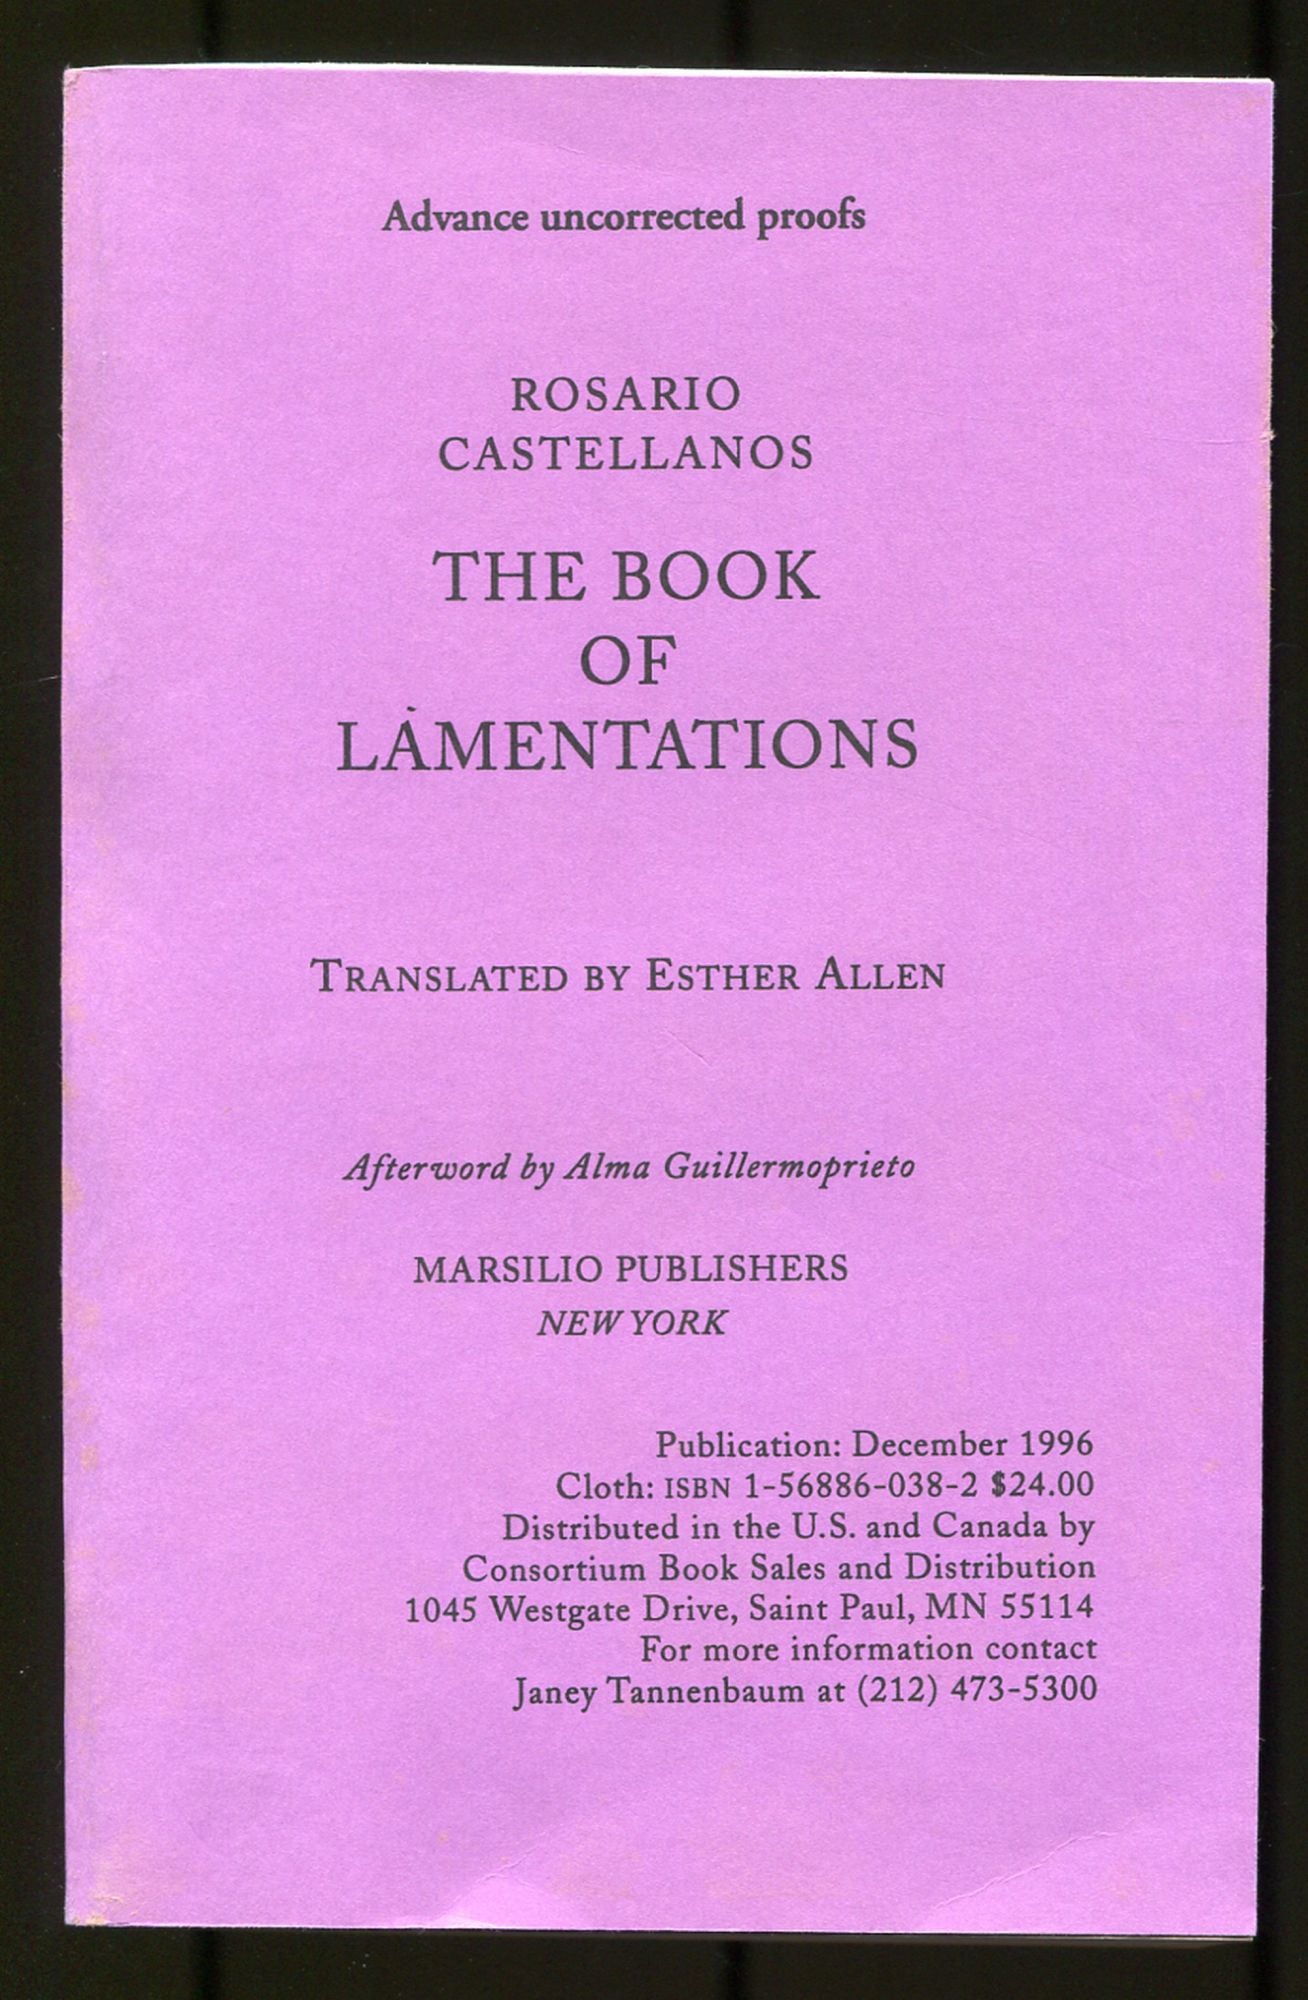 Advance uncorrected proofs
ROSARIO
CASTELLANOS
THE BOOK
OF
LAMENTATIONS
TRANSLATED BY ESTHER ALLEN
Afterword by Alma Guillermoprieto
MARSILIO PUBLISHERS
NEW YORK
Publication: December 1996
Cloth: ISBN 1-56886-038-2 $24.00
Distributed in the U.S. and Canada by
Consortium Book Sales and Distribution
1045 Westgate Drive, Saint Paul, MN 55114
For more information contact
Janey Tannenbaum at (212) 473-5300